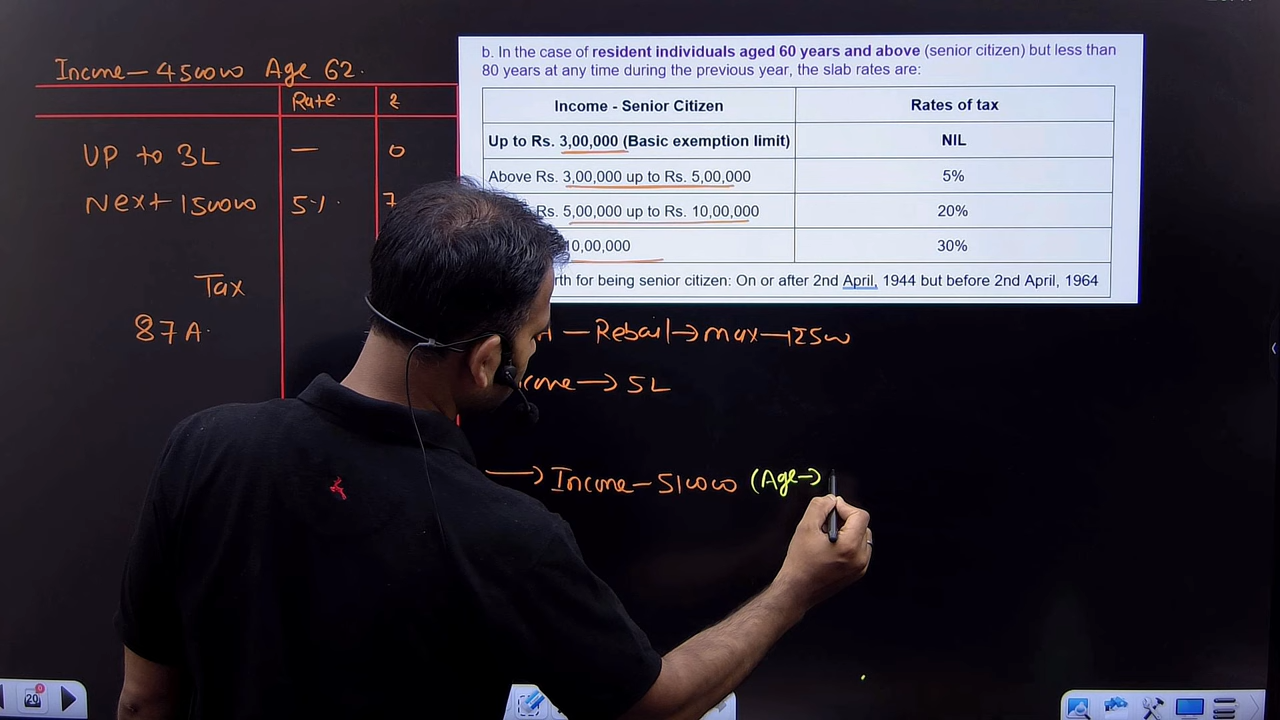 Income - 450000 Age 62.
Rate. ₹
UP to 3L — 0
Next 150000 5%. 7
Tax
87A.
b. In the case of resident individuals aged 60 years and above (senior citizen) but less than
80 years at any time during the previous year, the slab rates are:
Income - Senior Citizen Rates of tax
Up to Rs. 3,00,000 (Basic exemption limit) NIL
Above Rs. 3,00,000 up to Rs. 5,00,000 5%
Rs. 5,00,000 up to Rs. 10,00,000 20%
10,00,000 30%
for being senior citizen: On or after 2nd April, 1944 but before 2nd April, 1964
— Rebail → max → 12500
→ 5L
→ Income - 510000 (Age →
20